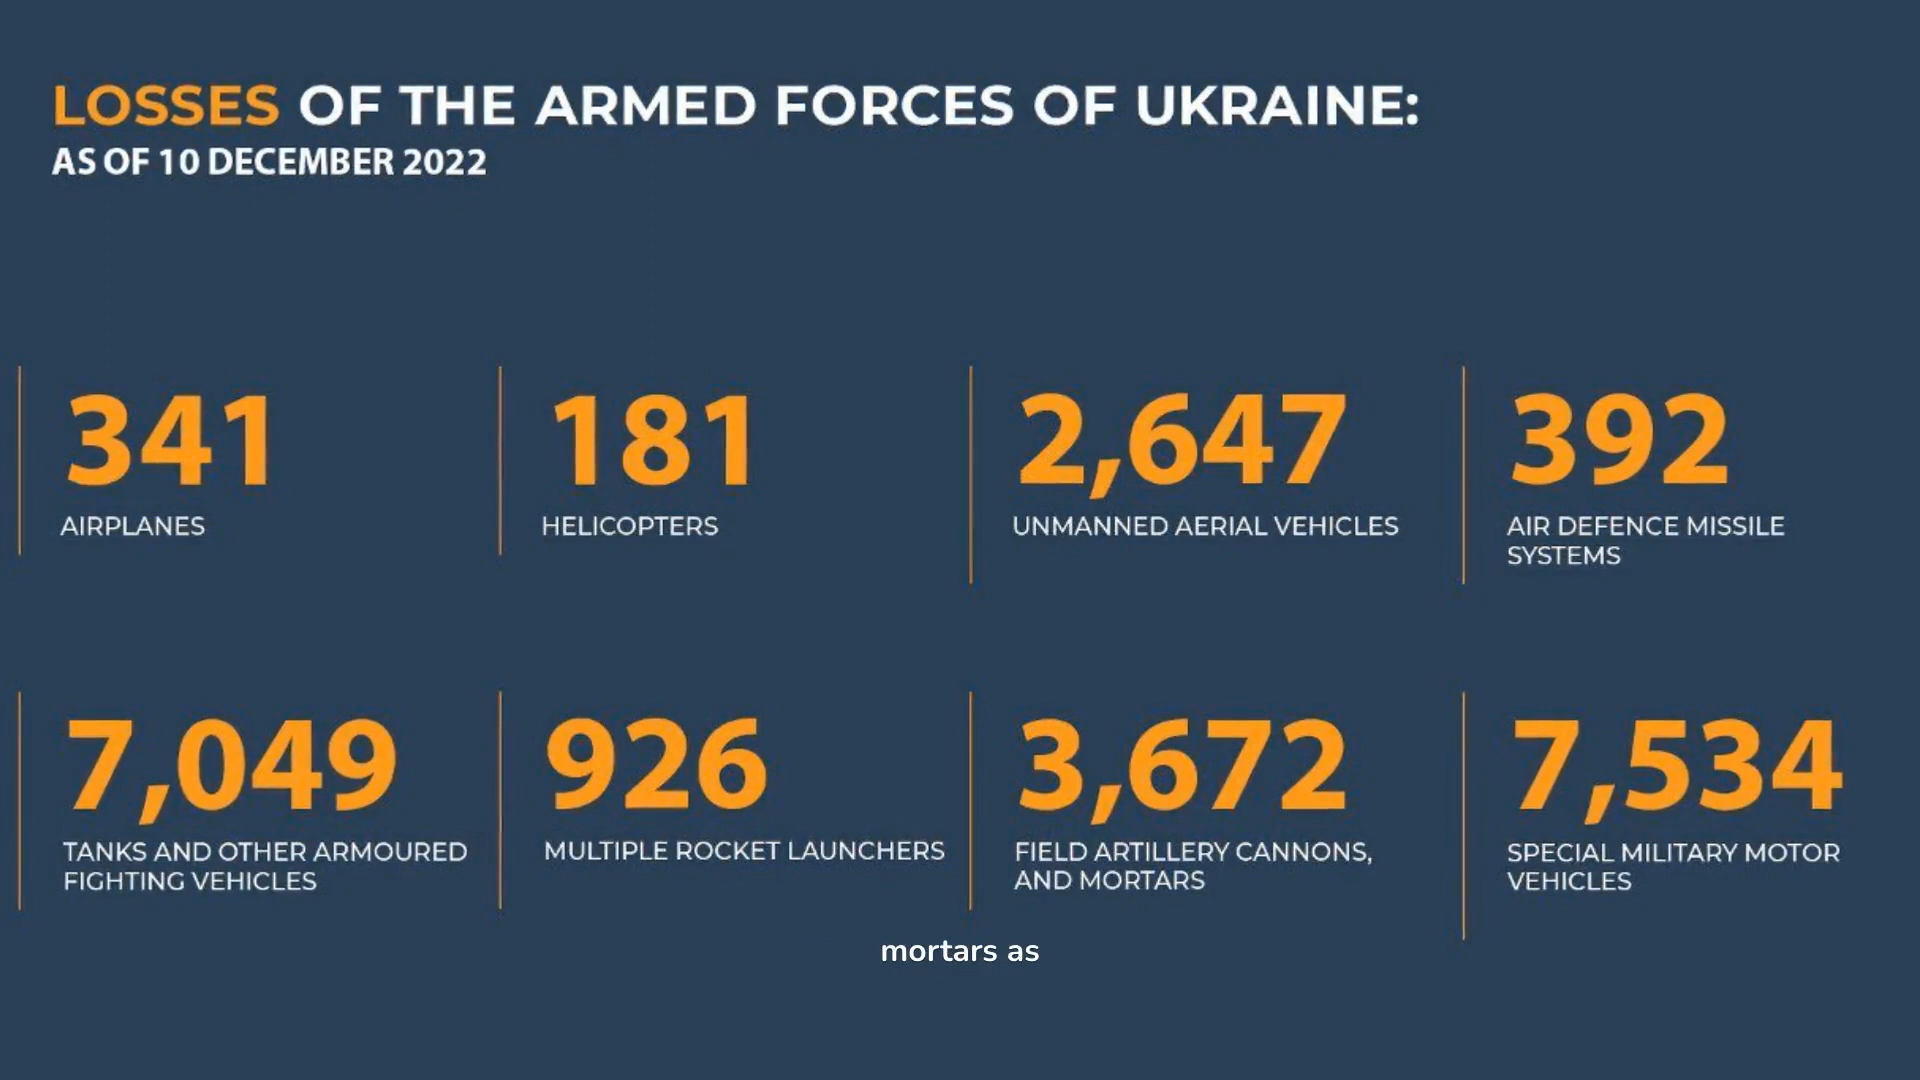 LOSSES OF THE ARMED FORCES OF UKRAINE:
AS OF 10 DECEMBER 2022
341
AIRPLANES
181
HELICOPTERS
2,647
UNMANNED AERIAL VEHICLES
392
AIR DEFENCE MISSILE
SYSTEMS
7,049
TANKS AND OTHER ARMOURED
FIGHTING VEHICLES
926
MULTIPLE ROCKET LAUNCHERS
3,672
FIELD ARTILLERY CANNONS,
AND MORTARS
7,534
SPECIAL MILITARY MOTOR
VEHICLES
mortars as